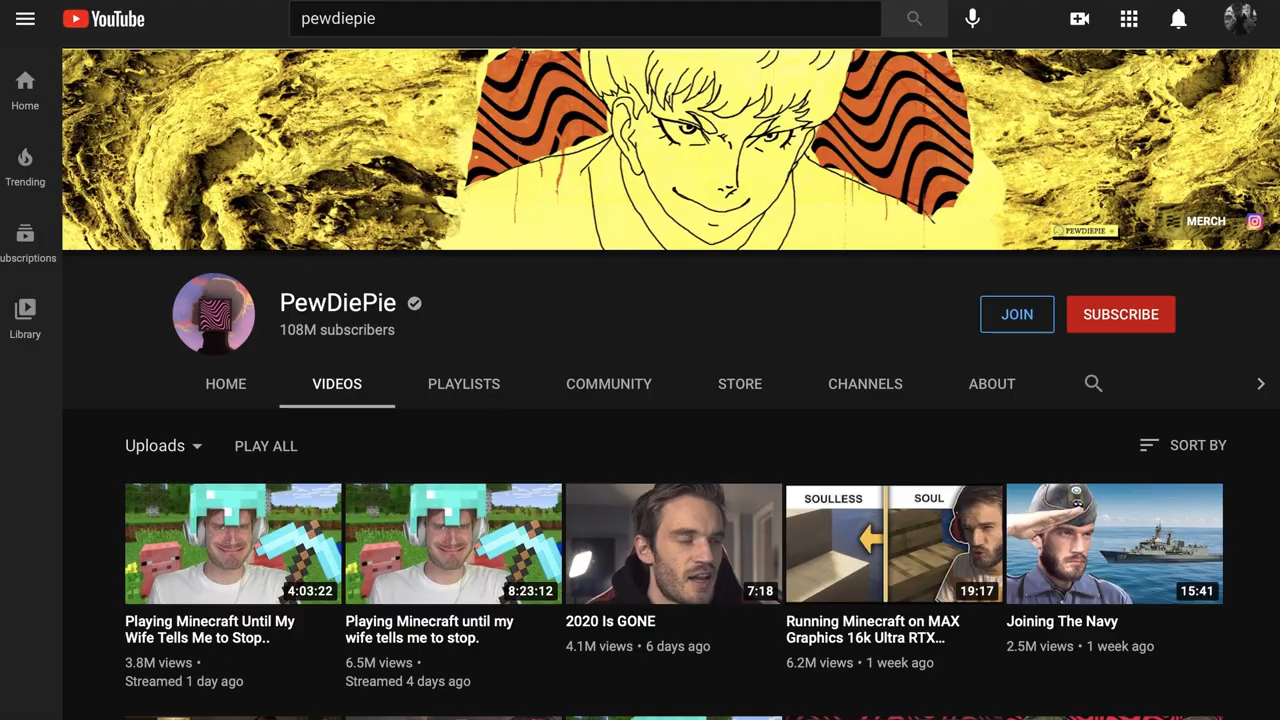 YouTube
pewdiepie
Home
Trending
ubscriptions
Library
PEWDIEPIE
MERCH
PewDiePie
108M subscribers
JOIN
SUBSCRIBE
HOME
VIDEOS
PLAYLISTS
COMMUNITY
STORE
CHANNELS
ABOUT
Uploads
PLAY ALL
SORT BY
4:03:22
Playing Minecraft Until My
Wife Tells Me to Stop..
3.8M views •
Streamed 1 day ago
8:23:12
Playing Minecraft until my
wife tells me to stop.
6.5M views •
Streamed 4 days ago
7:18
2020 Is GONE
4.1M views • 6 days ago
SOULLESS
SOUL
19:17
Running Minecraft on MAX
Graphics 16k Ultra RTX...
6.2M views • 1 week ago
15:41
Joining The Navy
2.5M views • 1 week ago